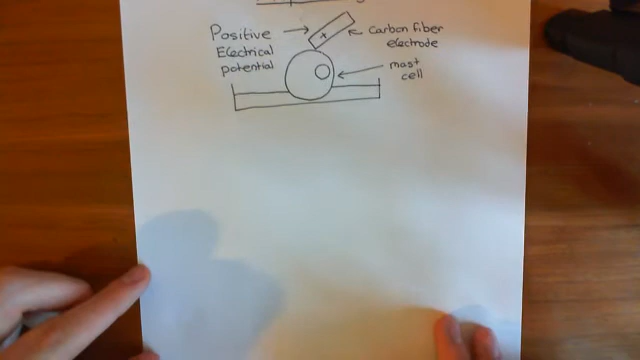 Positive
Electrical
potential
x
Carbon fiber
electrode
mast
cell